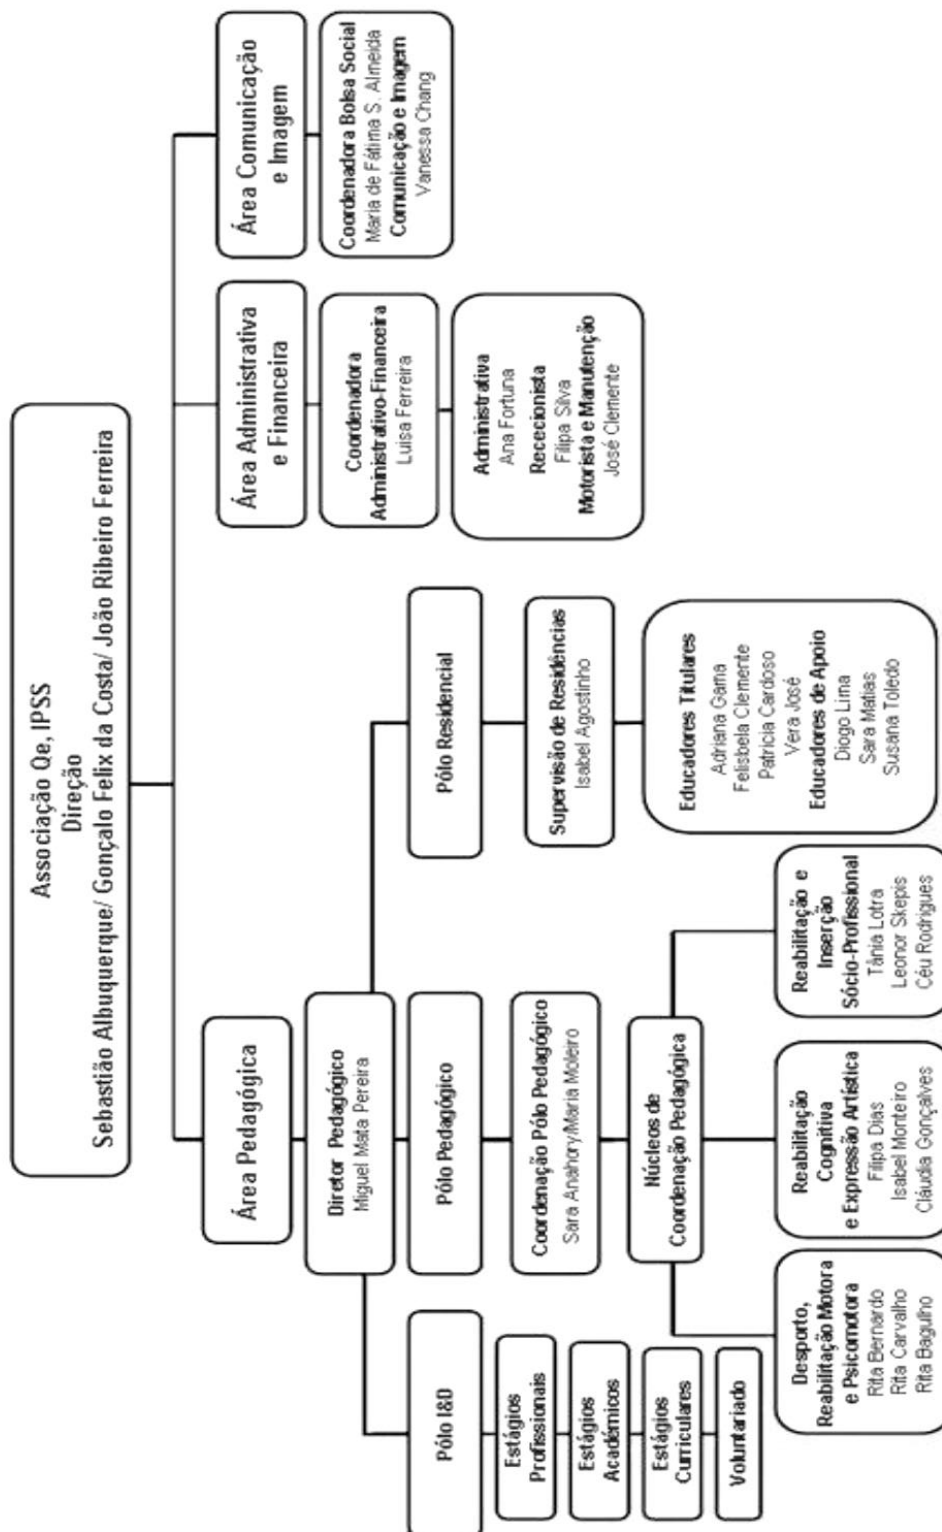 Associação Qe, IPSS
Direção
Sebastião Albuquerque/ Gonçalo Felix da Costa/ João Ribeiro Ferreira
Área Pedagógica
Diretor Pedagógico
Miguel Mata Pereira
Pólo I&D
Estágios
Profissionais
Estágios
Académicos
Estágios
Curriculares
Voluntariado
Pólo Pedagógico
Coordenação Pólo Pedagógico
Sara Anahory/Maria Moleiro
Núcleos de
Coordenação Pedagógica
Desporto,
Reabilitação Motora
e Psicomotora
Rita Bernardo
Rita Carvalho
Rita Bagulho
Reabilitação
Cognitiva
e Expressão Artística
Filipa Dias
Isabel Monteiro
Cláudia Gonçalves
Reabilitação e
Inserção
Sócio-Profissional
Tânia Lotra
Leonor Skepis
Céu Rodrigues
Pólo Residencial
Supervisão de Residências
Isabel Agostinho
Educadores Titulares
Adriana Gama
Felisbela Clemente
Patricia Cardoso
Vera José
Educadores de Apoio
Diogo Lima
Sara Matias
Susana Toledo
Área Administrativa
e Financeira
Coordenadora
Administrativo-Financeira
Luisa Ferreira
Administrativa
Ana Fortuna
Rececionista
Filipa Silva
Motorista e Manutenção
José Clemente
Área Comunicação
e Imagem
Coordenadora Bolsa Social
Maria de Fátima S. Almeida
Comunicação e Imagem
Vanessa Chang